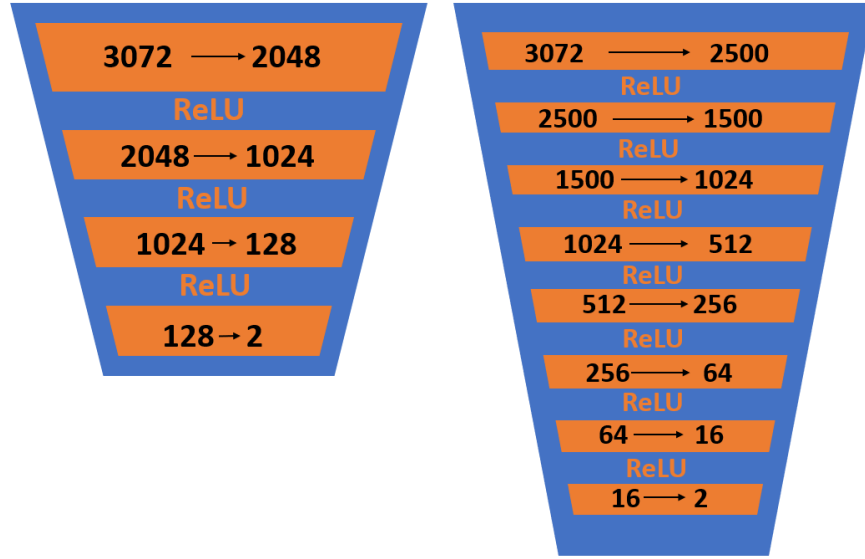 3072 → 2048
ReLU
2048 → 1024
ReLU
1024 → 128
ReLU
128 → 2
3072 → 2500
ReLU
2500 → 1500
ReLU
1500 → 1024
ReLU
1024 → 512
ReLU
512 → 256
ReLU
256 → 64
ReLU
64 → 16
ReLU
16 → 2